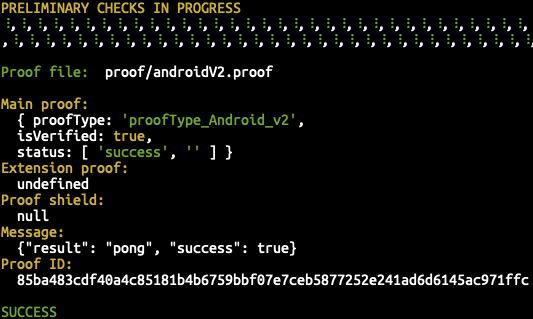 PRELIMINARY CHECKS IN PROGRESS
Proof file:  proof/androidV2.proof
Main proof:
{ proofType: 'proofType_Android_v2',
isVerified: true,
status: [ 'success', '' ] }
Extension proof:
undefined
Proof shield:
null
Message:
{"result": "pong", "success": true}
Proof ID:
85ba483cdf40a4c85181b4b6759bbf07e7ceb5877252e241ad6d6145ac971ffc
SUCCESS